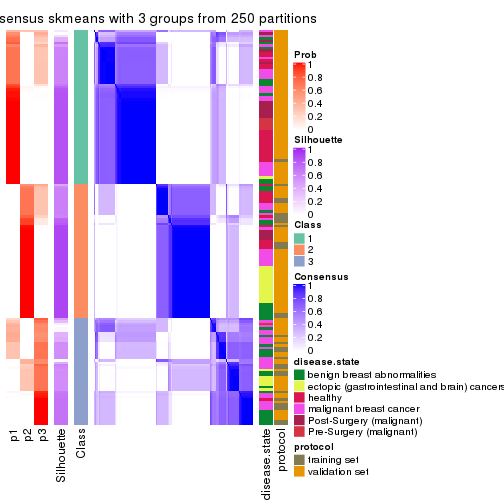 sensus skmeans with 3 groups from 250 partitions
Prob
1
0.8
0.6
0.4
0.2
0
Silhouette
1
0.8
0.6
0.4
0.2
0
Class
1
2
3
Consensus
1
0.8
0.6
0.4
0.2
0
disease.state
benign breast abnormalities
ectopic (gastrointestinal and brain) cancers
healthy
malignant breast cancer
Post-Surgery (malignant)
Pre-Surgery (malignant)
protocol
training set
validation set
p1
p2
p3
Silhouette
Class
disease.state
protocol